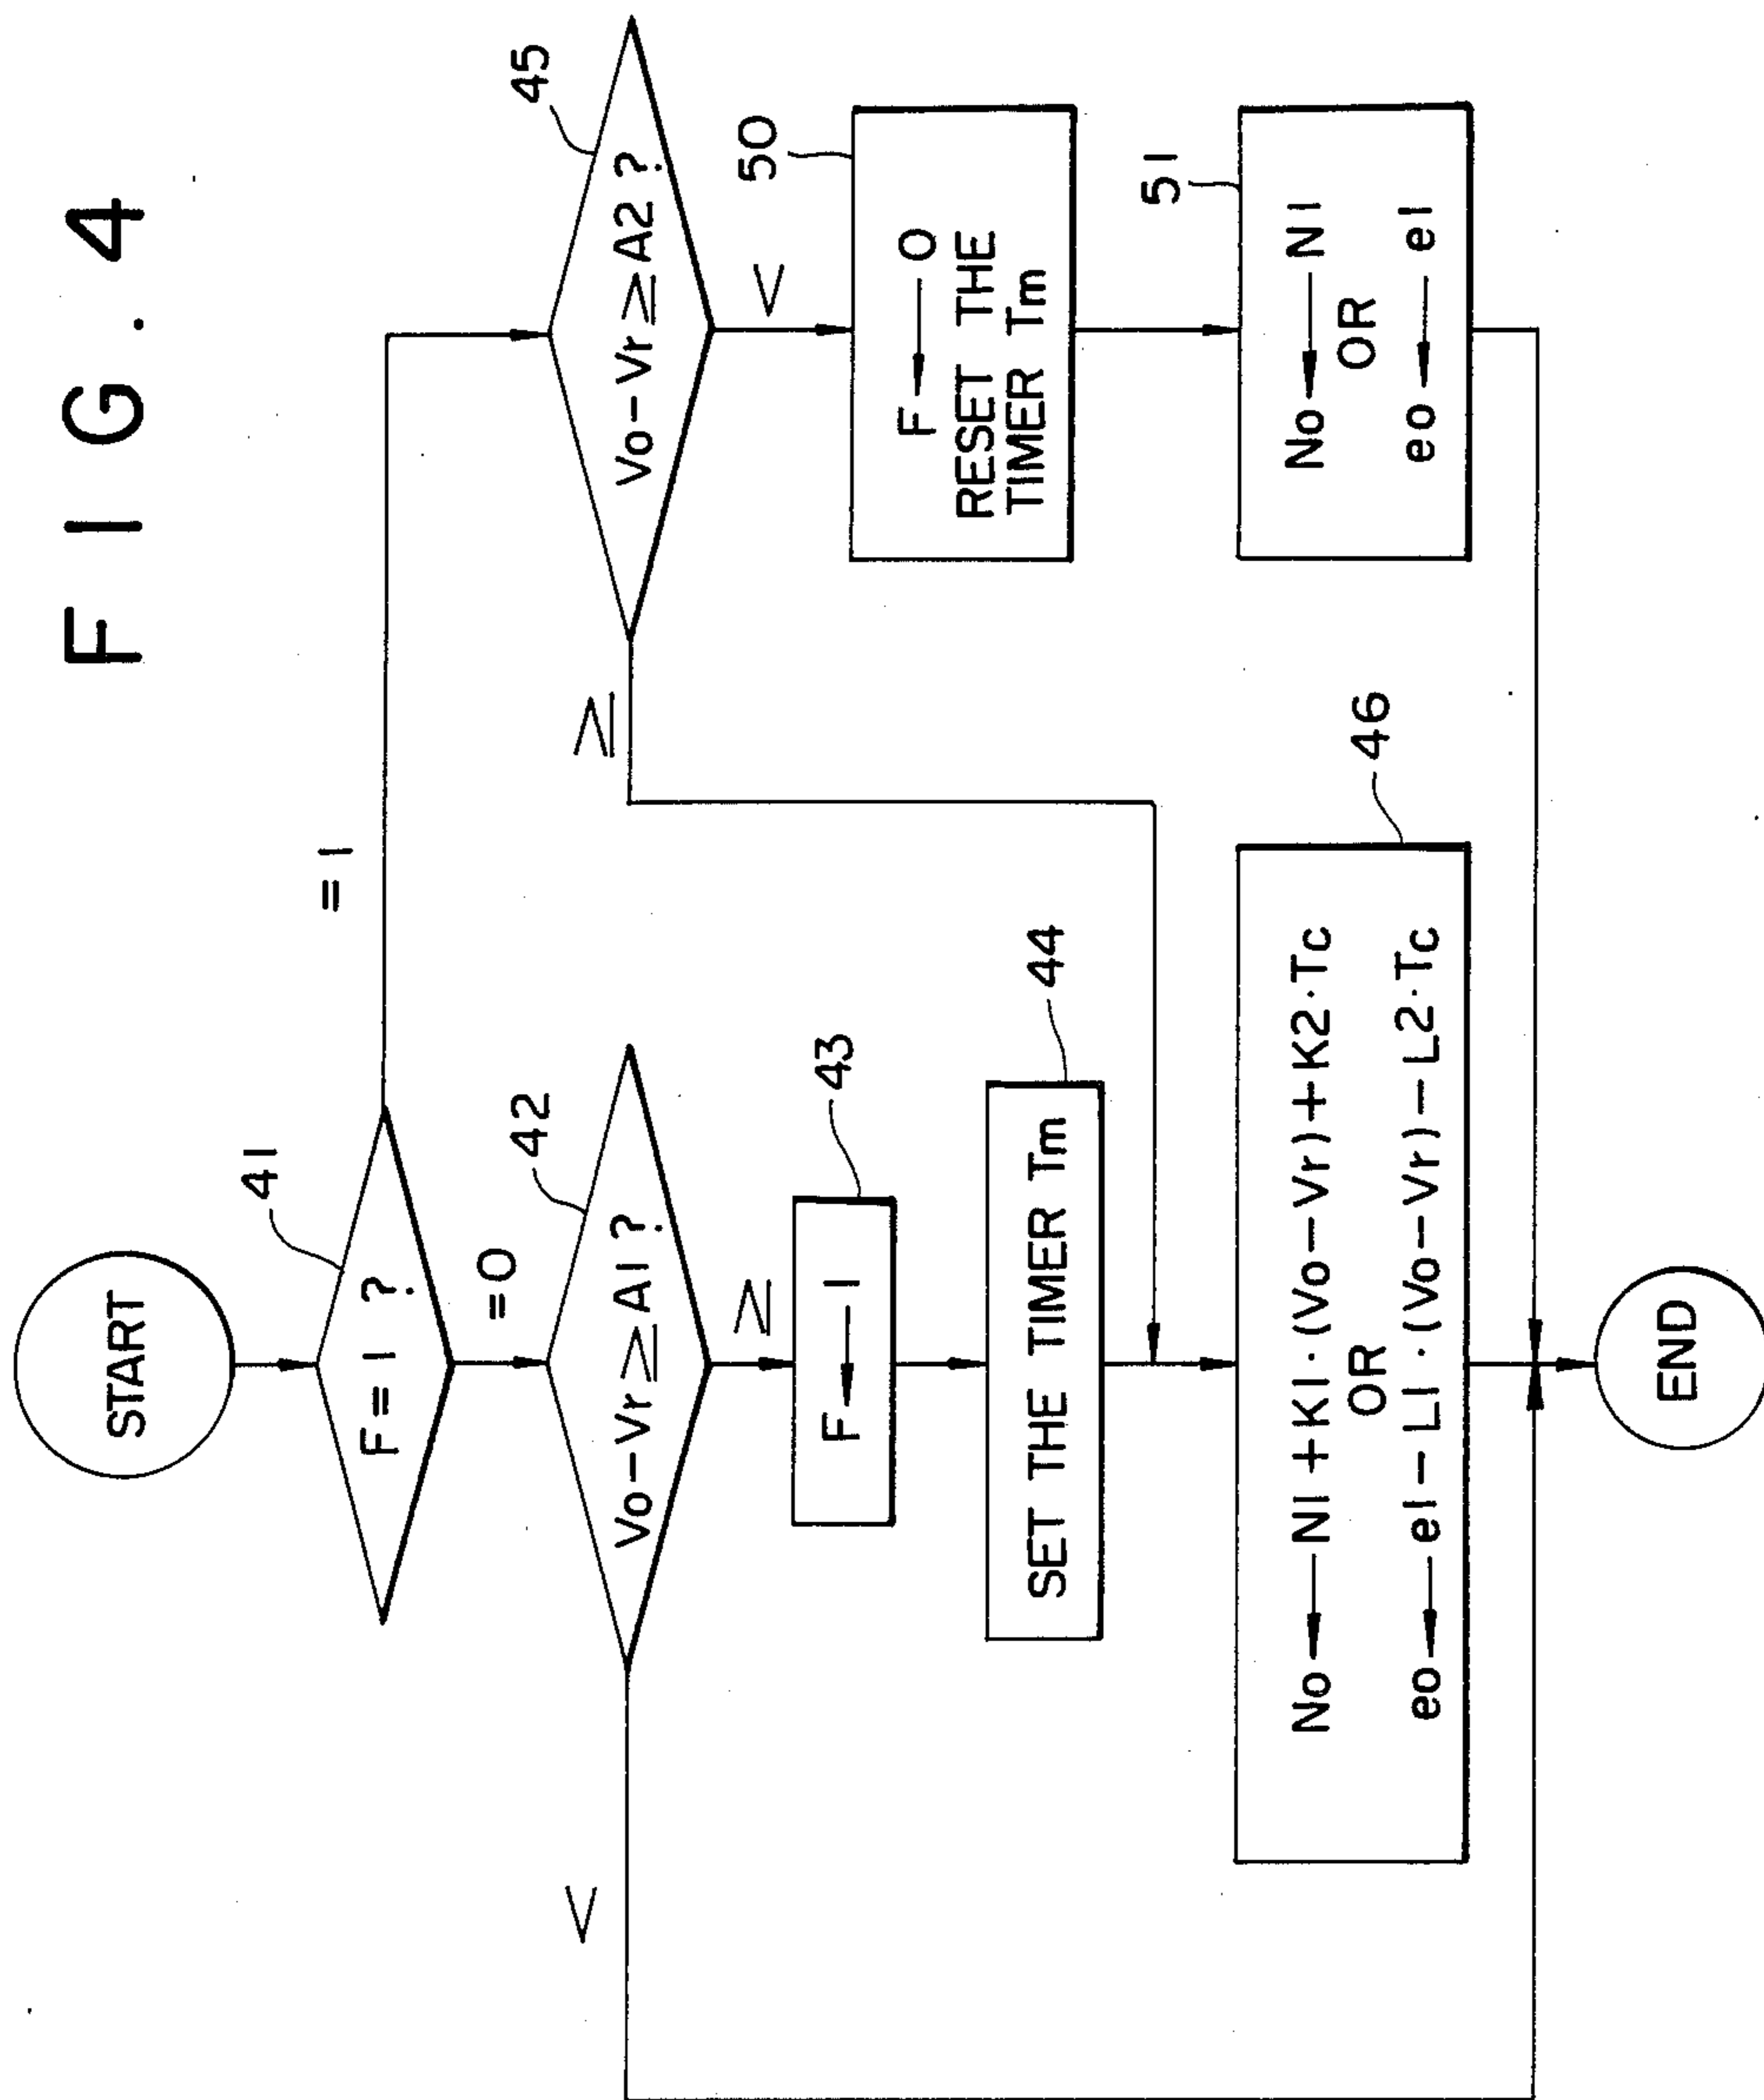 FIG. 4
START
41
F = 1 ?
= 1
= 0
42
Vo - Vr ≧ A1 ?
<
≧
43
F ← 1
44
SET THE TIMER Tm
45
Vo - Vr ≧ A2 ?
≧
<
50
F ← 0
RESET THE
TIMER Tm
51
No ← N1
OR
eo ← e1
46
No ← N1 + K1·(Vo - Vr) + K2·Tc
OR
eo ← e1 - L1·(Vo - Vr) - L2·Tc
END